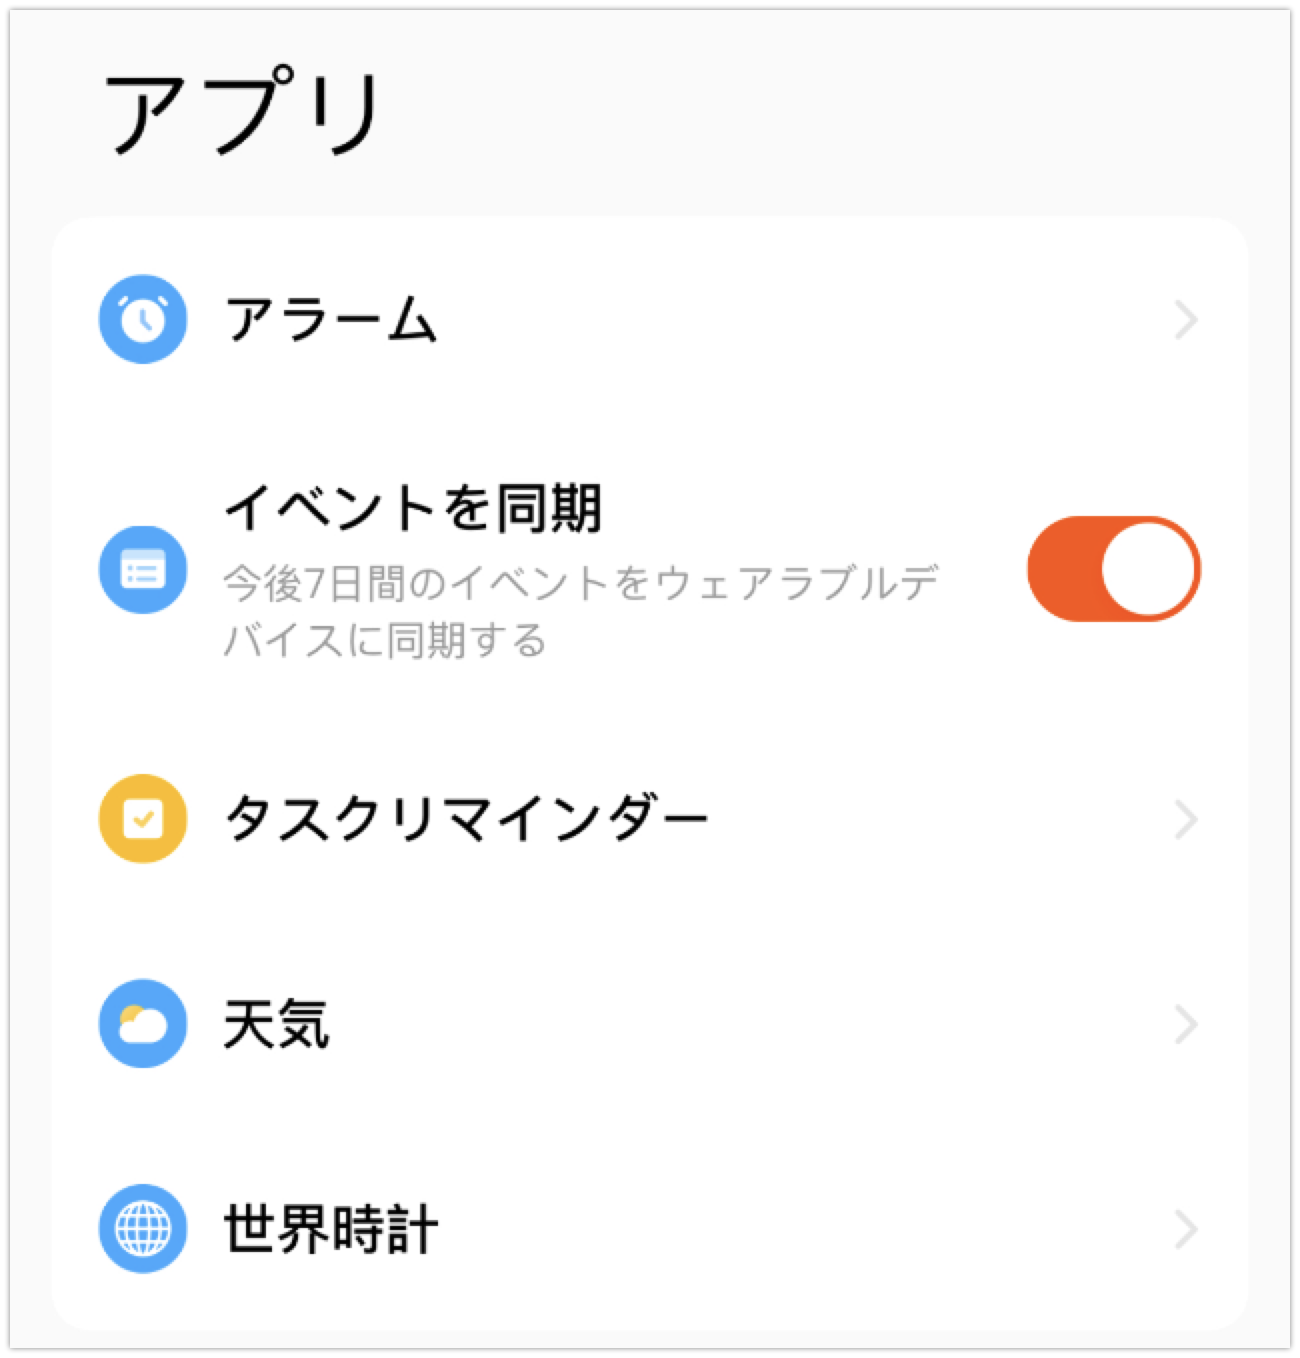 アプリ
アラーム
イベントを同期
今後7日間のイベントをウェアラブルデ
バイスに同期する
タスクリマインダー
天気
世界時計